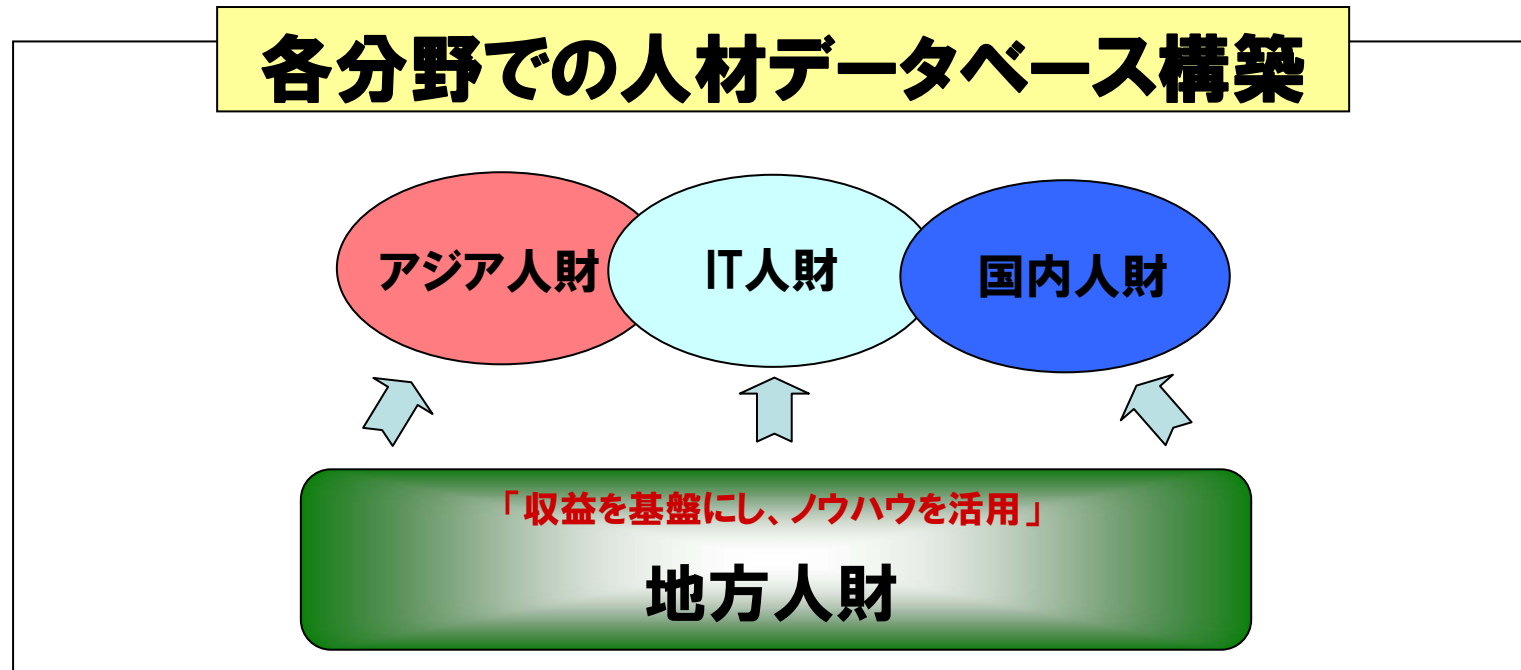 各分野での人材データベース構築
アジア人財
IT人財
国内人財
「収益を基盤にし、ノウハウを活用」
地方人財